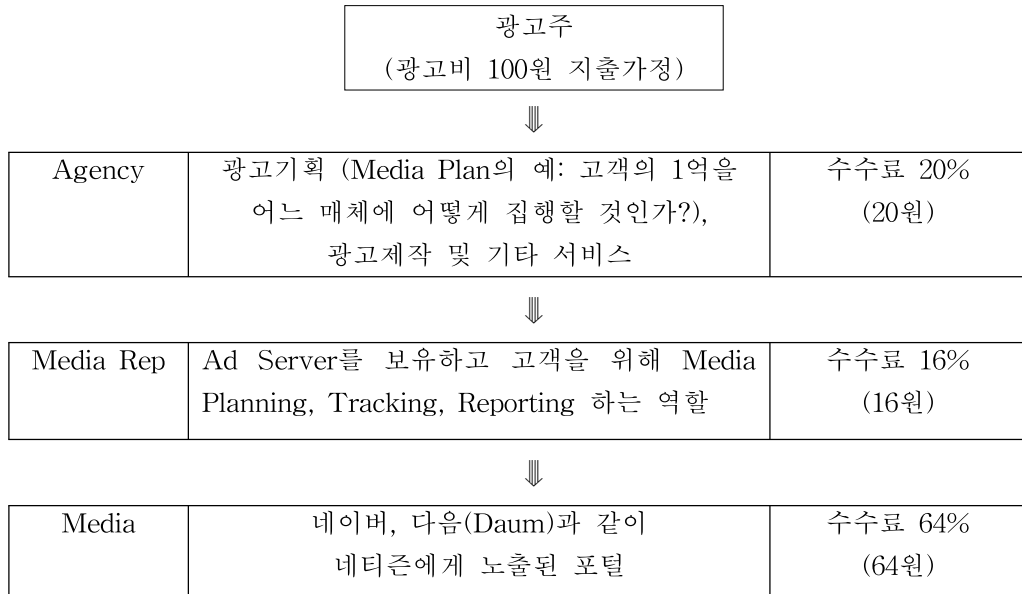 광고주
(광고비 100원 지출가정)
⇓
Agency
광고기획 (Media Plan의 예: 고객의 1억을
어느 매체에 어떻게 집행할 것인가?),
광고제작 및 기타 서비스
수수료 20%
(20원)
⇓
Media Rep
Ad Server를 보유하고 고객을 위해 Media
Planning, Tracking, Reporting 하는 역할
수수료 16%
(16원)
⇓
Media
네이버, 다음(Daum)과 같이
네티즌에게 노출된 포털
수수료 64%
(64원)